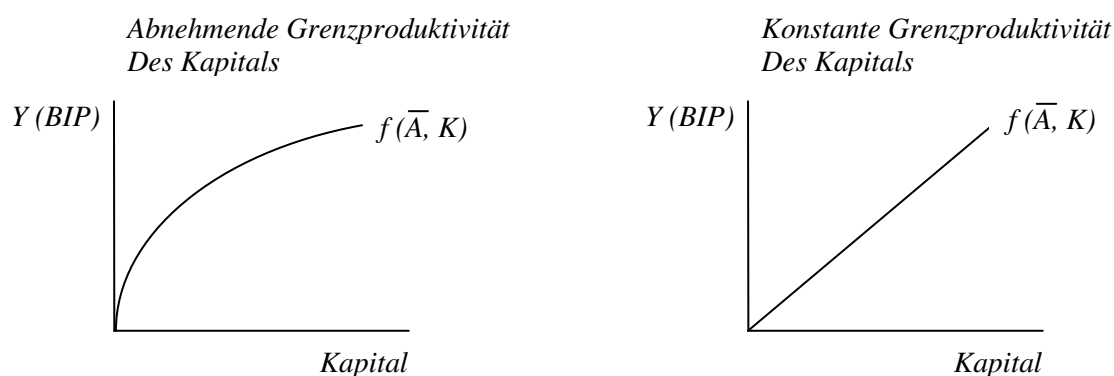 Abnehmende Grenzproduktivität
Des Kapitals
Y (BIP)
f (A̅, K)
Kapital
Konstante Grenzproduktivität
Des Kapitals
Y (BIP)
f (A̅, K)
Kapital